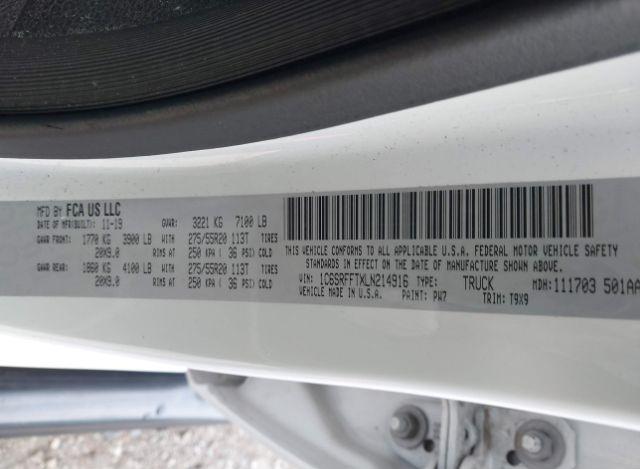 MFD BY FCA US LLC
DATE OF MFR(BUILT): 11-19 GVWR: 3221 KG 7100 LB
GAWR FRONT: 1770 KG 3900 LB WITH 275/55R20 113T TIRES
20X9.0 RIMS AT 250 KPA ( 36 PSI) COLD
GAWR REAR: 1860 KG 4100 LB WITH 275/55R20 113T TIRES
20X9.0 RIMS AT 250 KPA ( 36 PSI) COLD
THIS VEHICLE CONFORMS TO ALL APPLICABLE U.S.A. FEDERAL MOTOR VEHICLE SAFETY
STANDARDS IN EFFECT ON THE DATE OF MANUFACTURE SHOWN ABOVE.
VIN: 1C6SRFFTXLN214916 TYPE: TRUCK MDH: 111703 501AA
VEHICLE MADE IN U.S.A. PAINT: PW7 TRIM: T9X9